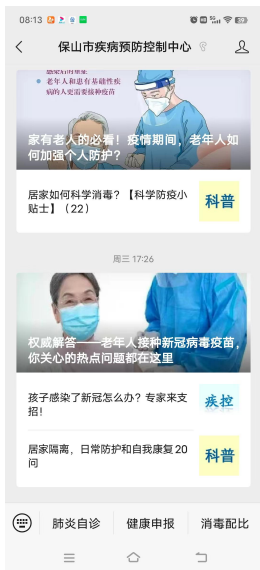 08:13
保山市疾病预防控制中心
老年人和患有基础性疾
病的人更需要接种疫苗
家有老人的必看！疫情期间，老年人如
何加强个人防护？
居家如何科学消毒？【科学防疫小
贴士】（22）
科普
周三 17:26
权威解答——老年人接种新冠病毒疫苗，
你关心的热点问题都在这里
孩子感染了新冠怎么办？专家来支
招！
疾控
居家隔离，日常防护和自我康复20
问
科普
肺炎自诊
健康申报
消毒配比